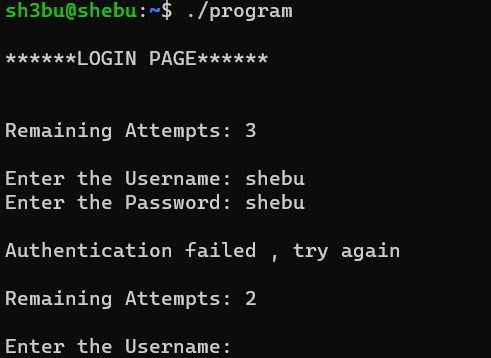 sh3bu@shebu:~$ ./program
******LOGIN PAGE******
Remaining Attempts: 3
Enter the Username: shebu
Enter the Password: shebu
Authentication failed , try again
Remaining Attempts: 2
Enter the Username: